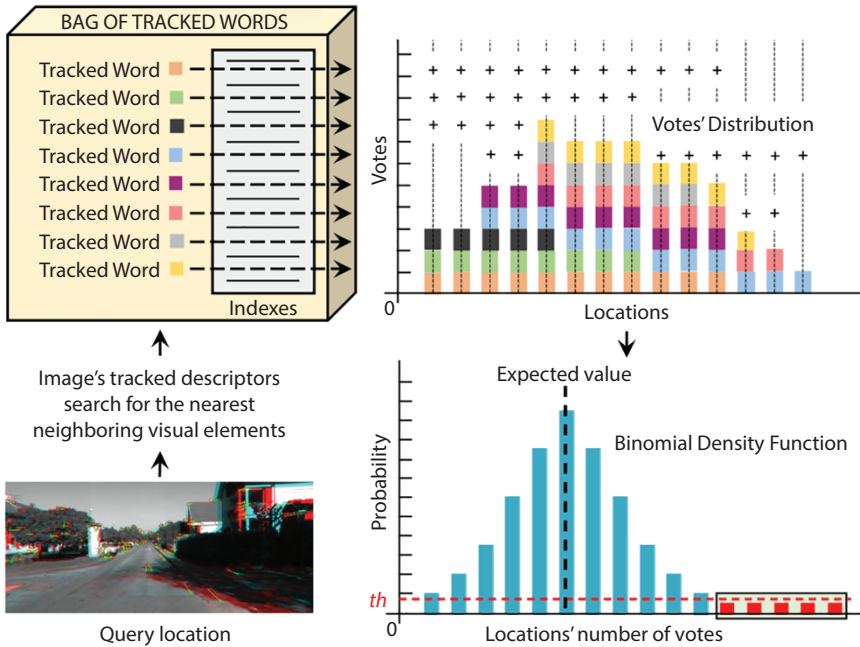 BAG OF TRACKED WORDS
Tracked Word
Tracked Word
Tracked Word
Tracked Word
Tracked Word
Tracked Word
Tracked Word
Tracked Word
Indexes
Image's tracked descriptors
search for the nearest
neighboring visual elements
Query location
Votes
Votes' Distribution
0
Locations
Expected value
Probability
Binomial Density Function
th
0
Locations' number of votes